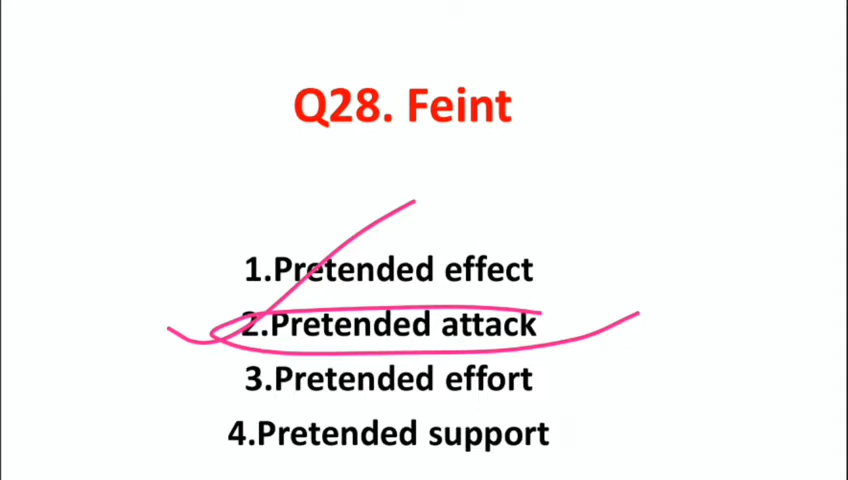 Q28. Feint
1.Pretended effect
2.Pretended attack
3.Pretended effort
4.Pretended support